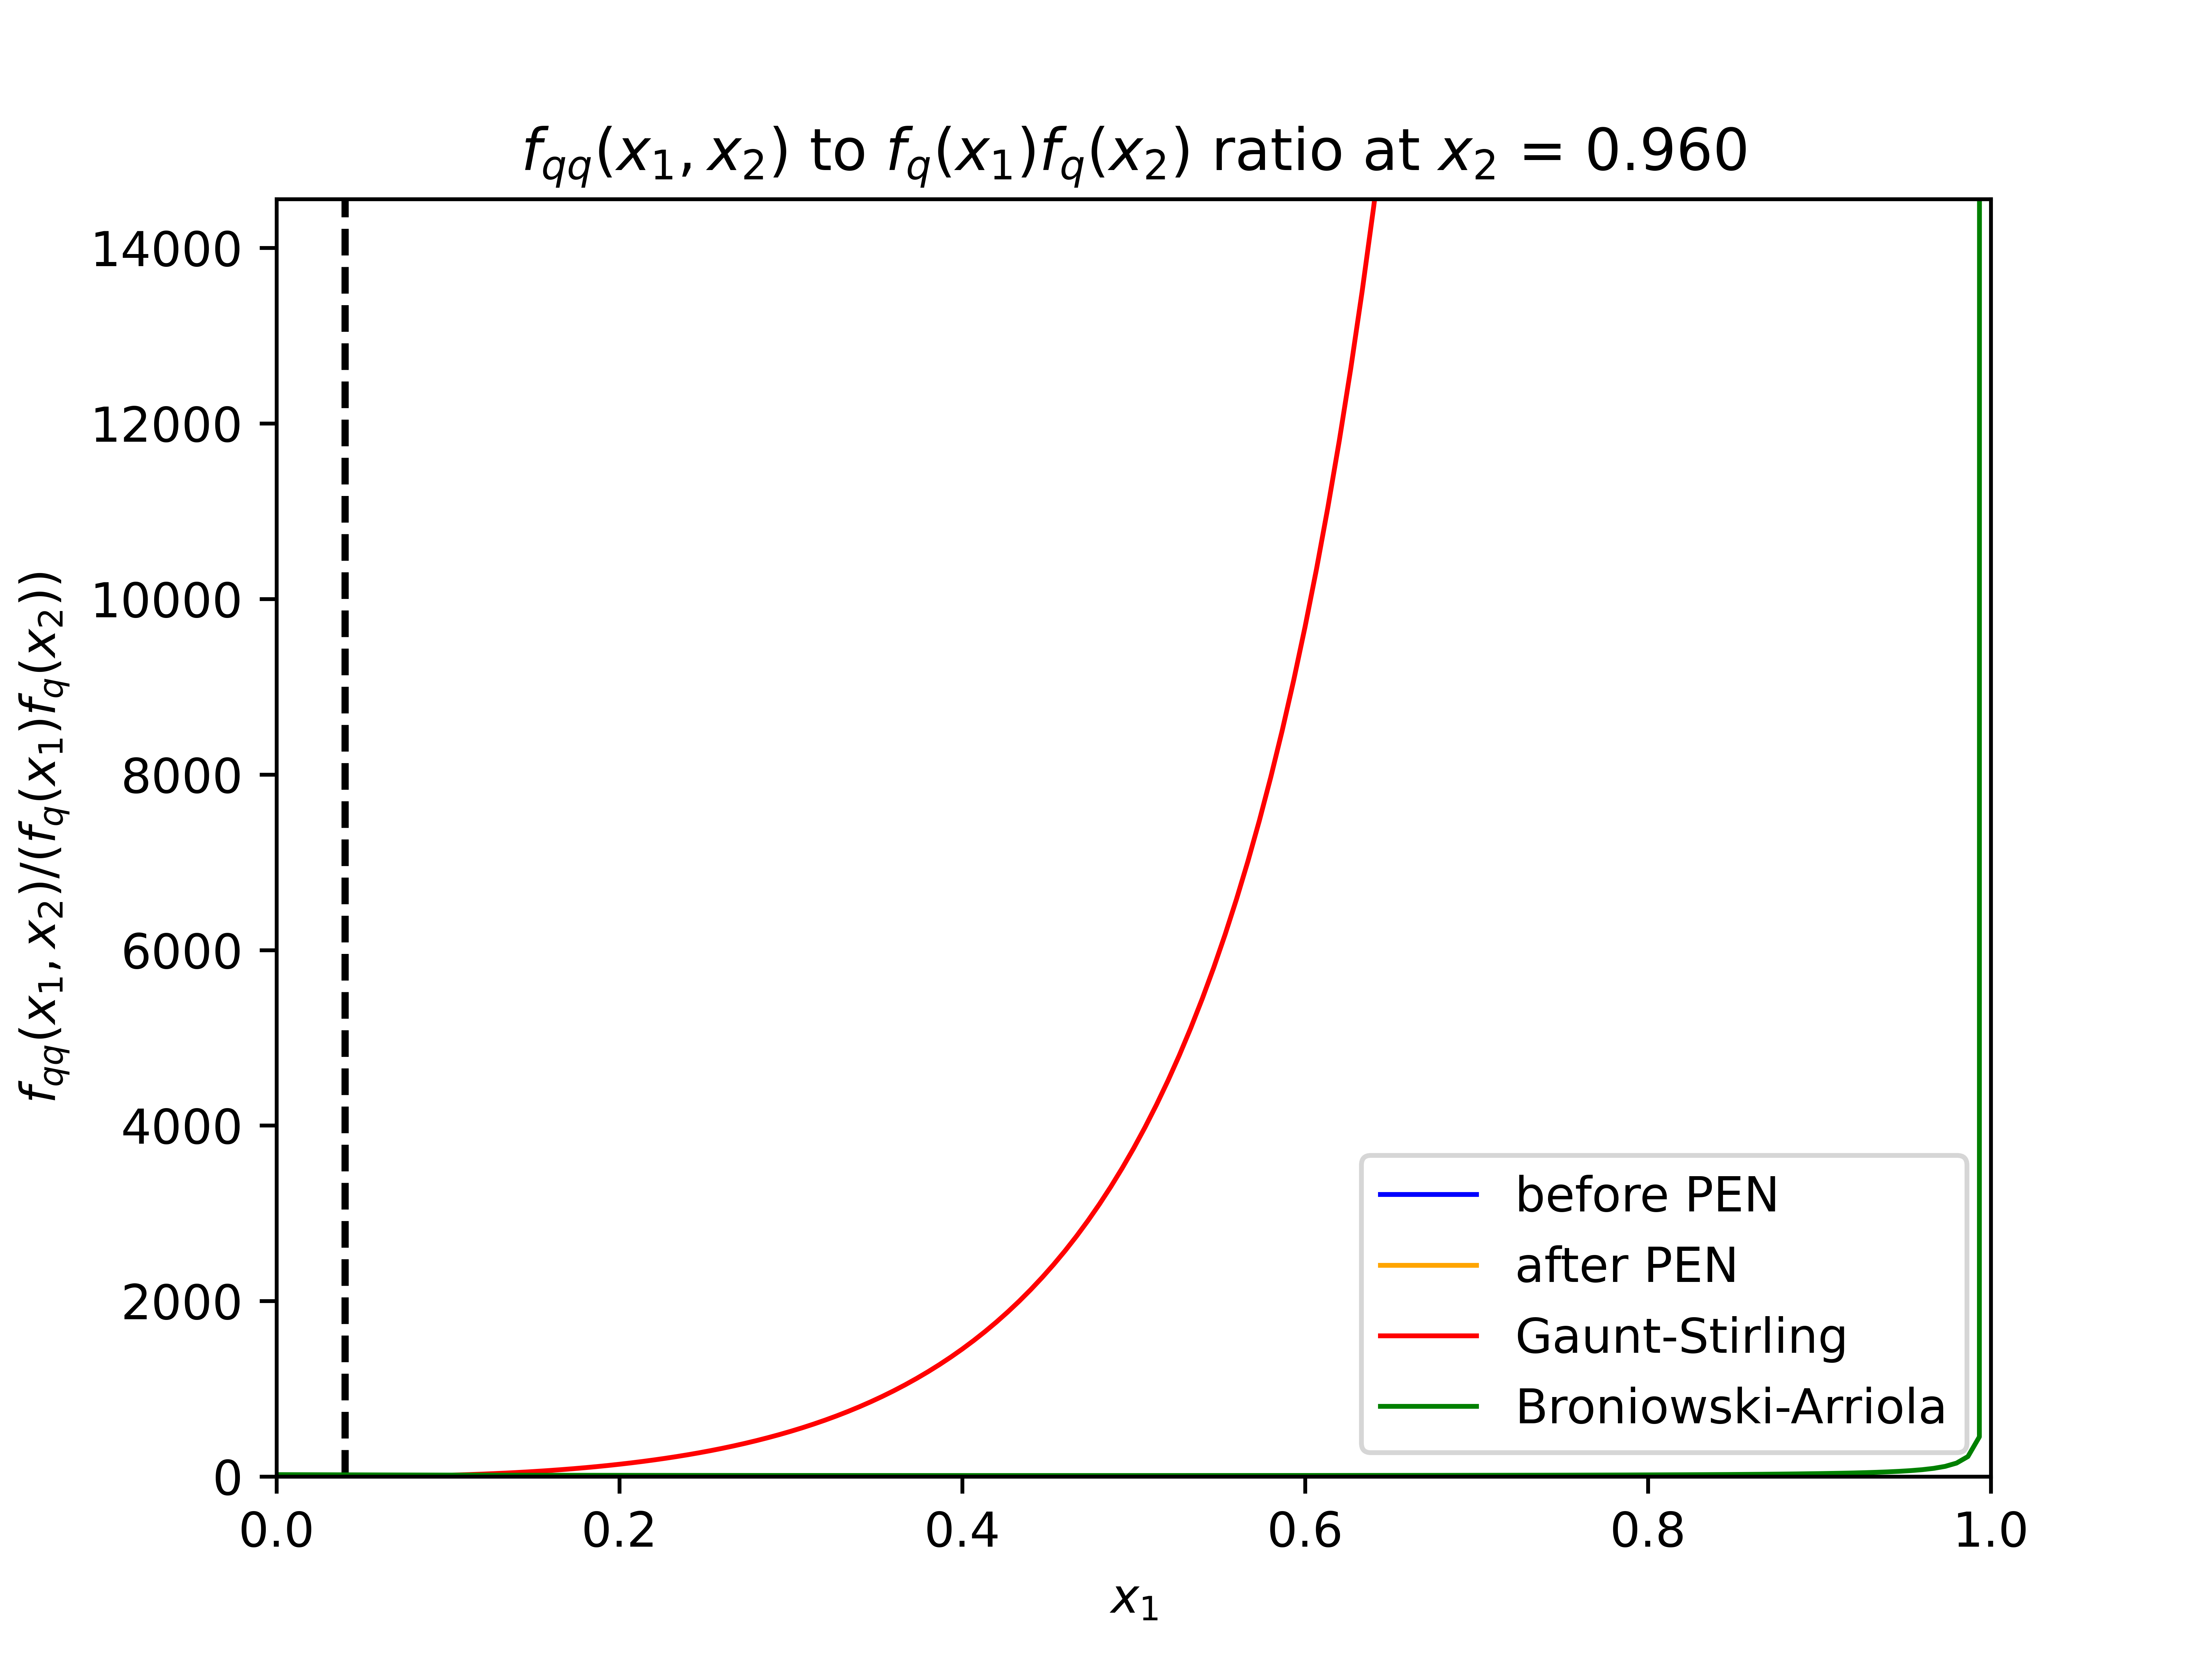 f_qq(x_1, x_2) to f_q(x_1)f_q(x_2) ratio at x_2 = 0.960
f_qq(x_1, x_2)/(f_q(x_1)f_q(x_2))
14000
12000
10000
8000
6000
4000
2000
0
before PEN
after PEN
Gaunt-Stirling
Broniowski-Arriola
0.0 0.2 0.4 0.6 0.8 1.0
x_1